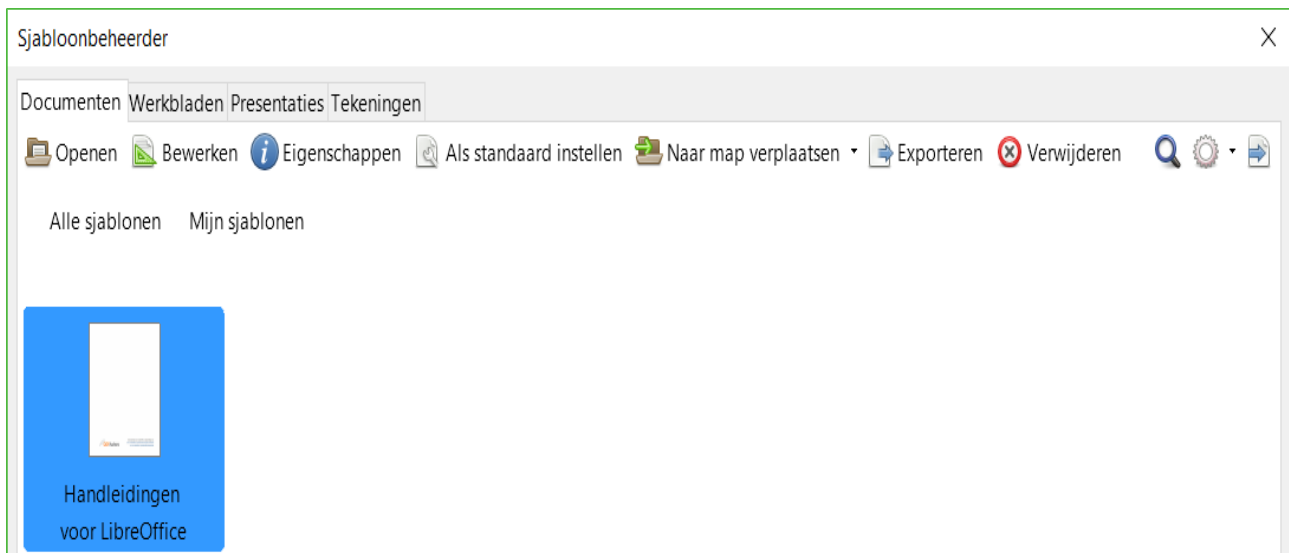 Sjabloonbeheerder
Documenten Werkbladen Presentaties Tekeningen
Openen Bewerken Eigenschappen Als standaard instellen Naar map verplaatsen Exporteren Verwijderen
Alle sjablonen Mijn sjablonen
Handleidingen
voor LibreOffice